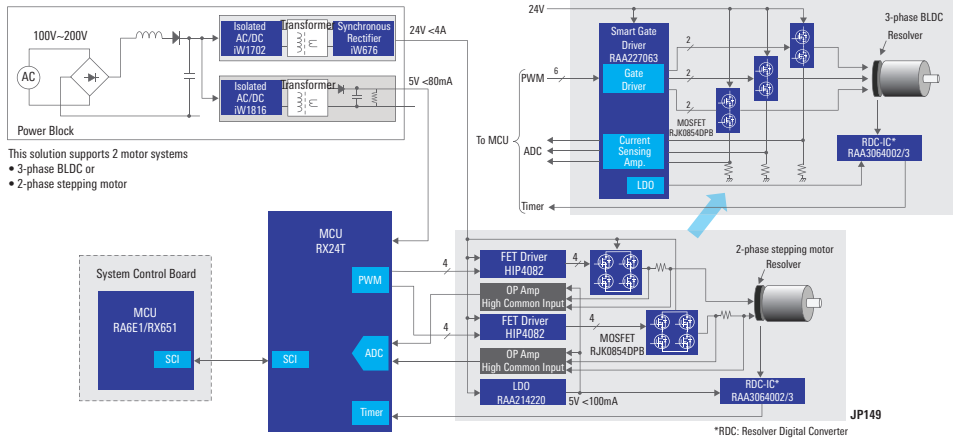 100V~200V
AC
Isolated
AC/DC
iW1702
Transformer
Synchronous
Rectifier
iW676
24V <4A
Isolated
AC/DC
iW1816
Transformer
5V <80mA
Power Block
This solution supports 2 motor systems
• 3-phase BLDC or
• 2-phase stepping motor
24V
Smart Gate
Driver
RAA227063
Gate
Driver
Current
Sensing
Amp.
LDO
PWM
6
To MCU
ADC
Timer
2
2
2
MOSFET
RJK0854DPB
3-phase BLDC
Resolver
RDC-IC*
RAA3064002/3
System Control Board
MCU
RA6E1/RX651
SCI
MCU
RX24T
PWM
ADC
SCI
Timer
4
4
FET Driver
HIP4082
4
OP Amp
High Common Input
FET Driver
HIP4082
4
OP Amp
High Common Input
LDO
RAA214220
5V <100mA
MOSFET
RJK0854DPB
2-phase stepping motor
Resolver
RDC-IC*
RAA3064002/3
JP149
*RDC: Resolver Digital Converter